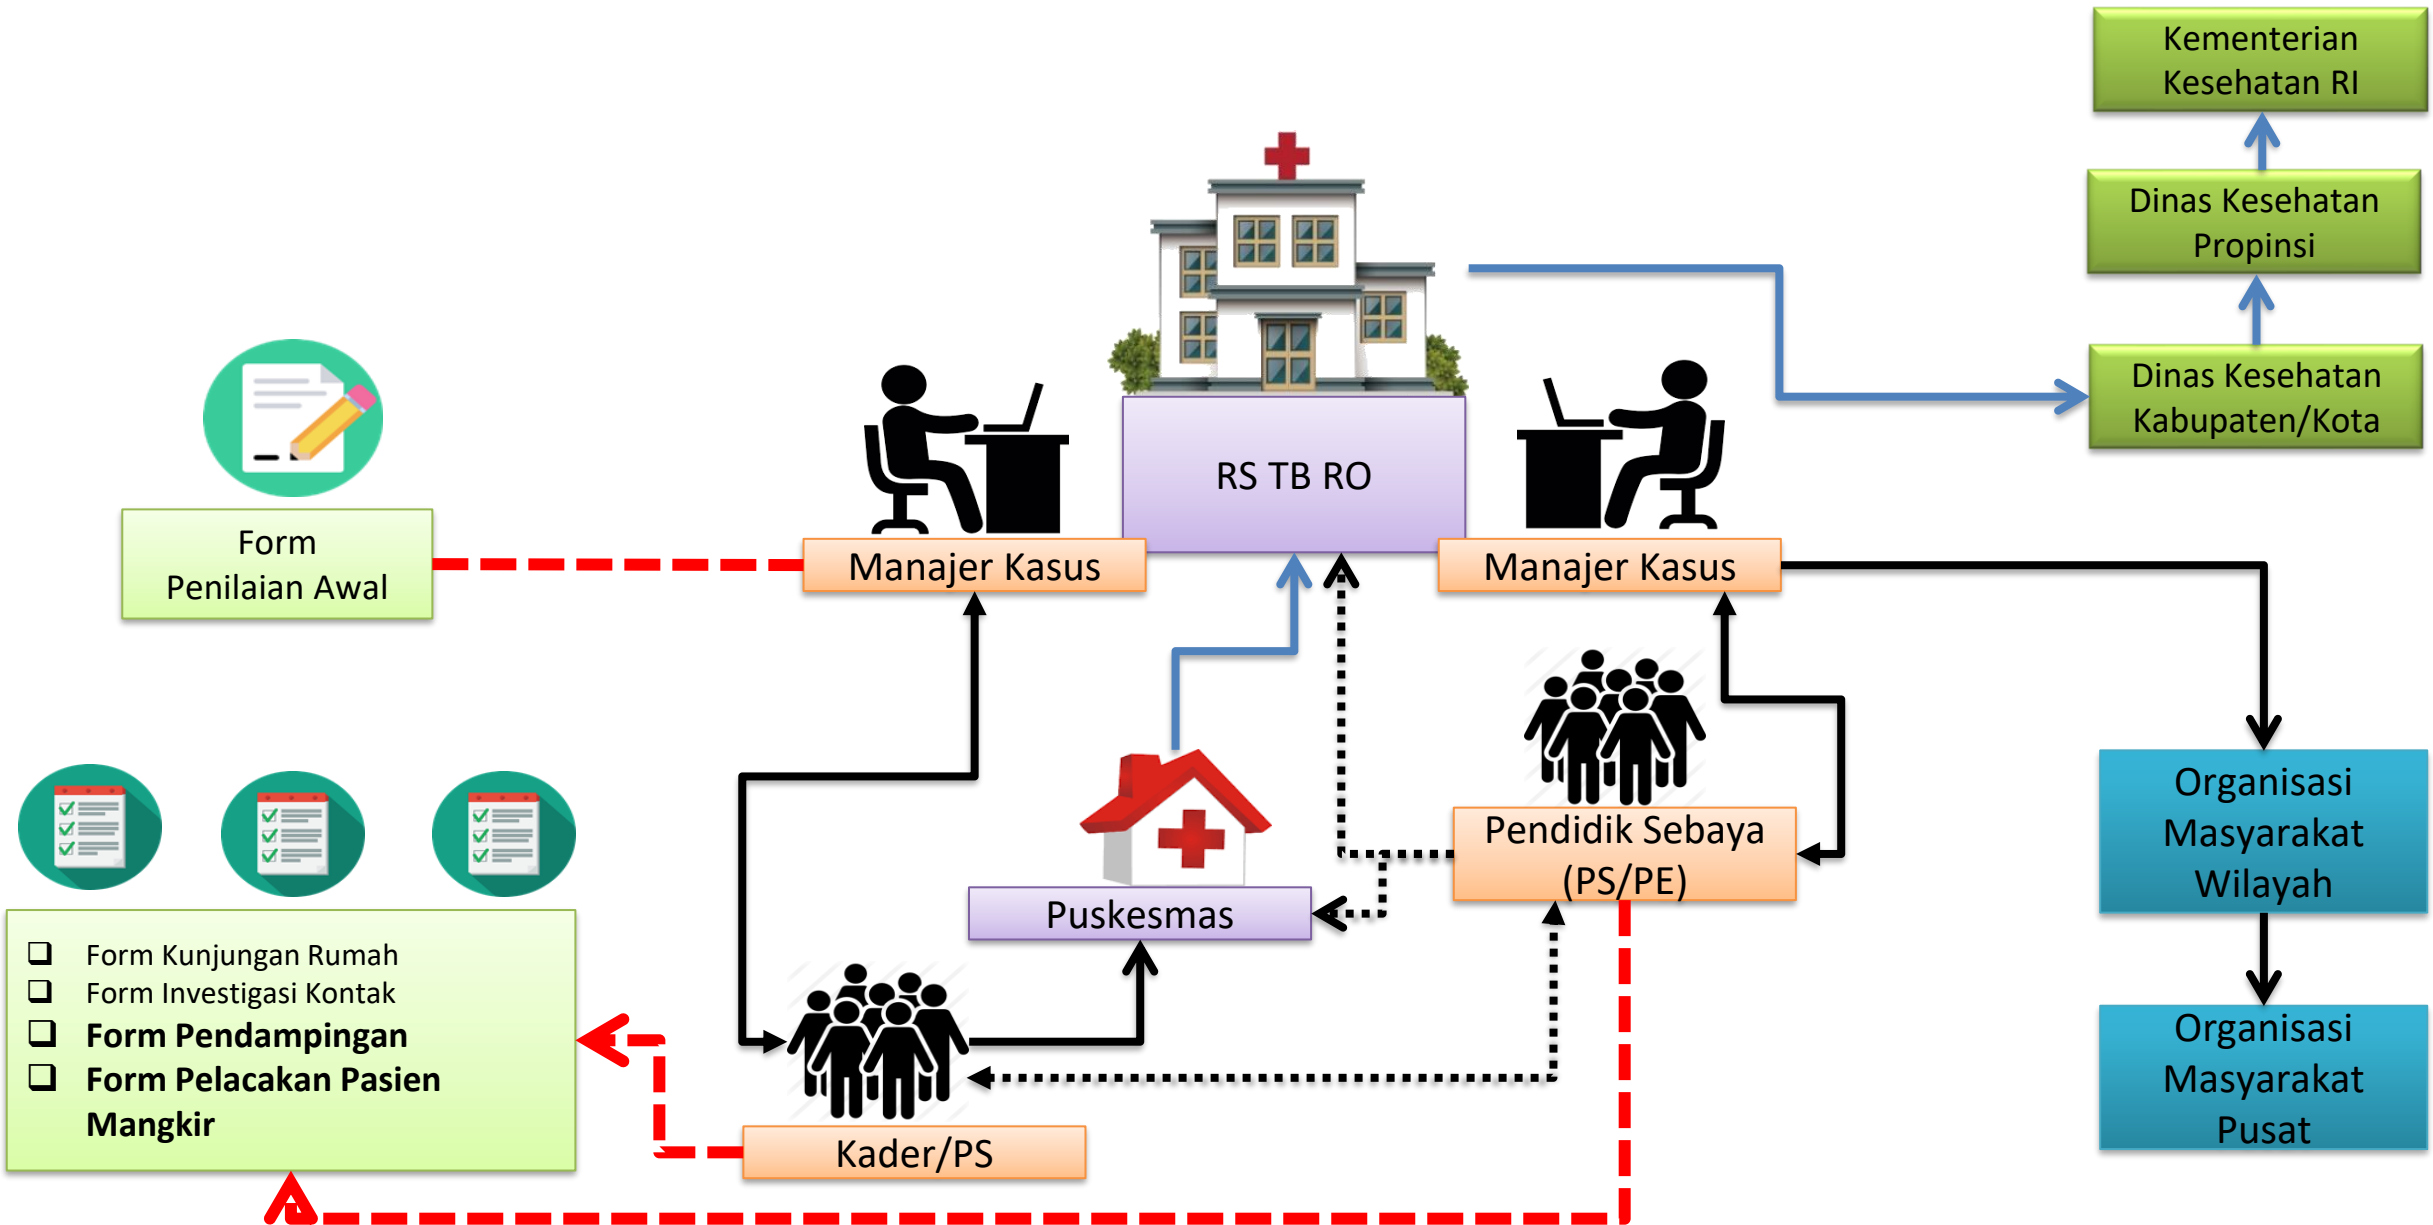 Kementerian
Kesehatan RI
Dinas Kesehatan
Propinsi
Dinas Kesehatan
Kabupaten/Kota
RS TB RO
Form
Penilaian Awal
Manajer Kasus
Manajer Kasus
Organisasi
Masyarakat
Wilayah
Pendidik Sebaya
(PS/PE)
Puskesmas
Form Kunjungan Rumah
Form Investigasi Kontak
Form Pendampingan
Form Pelacakan Pasien
Mangkir
Organisasi
Masyarakat
Pusat
Kader/PS